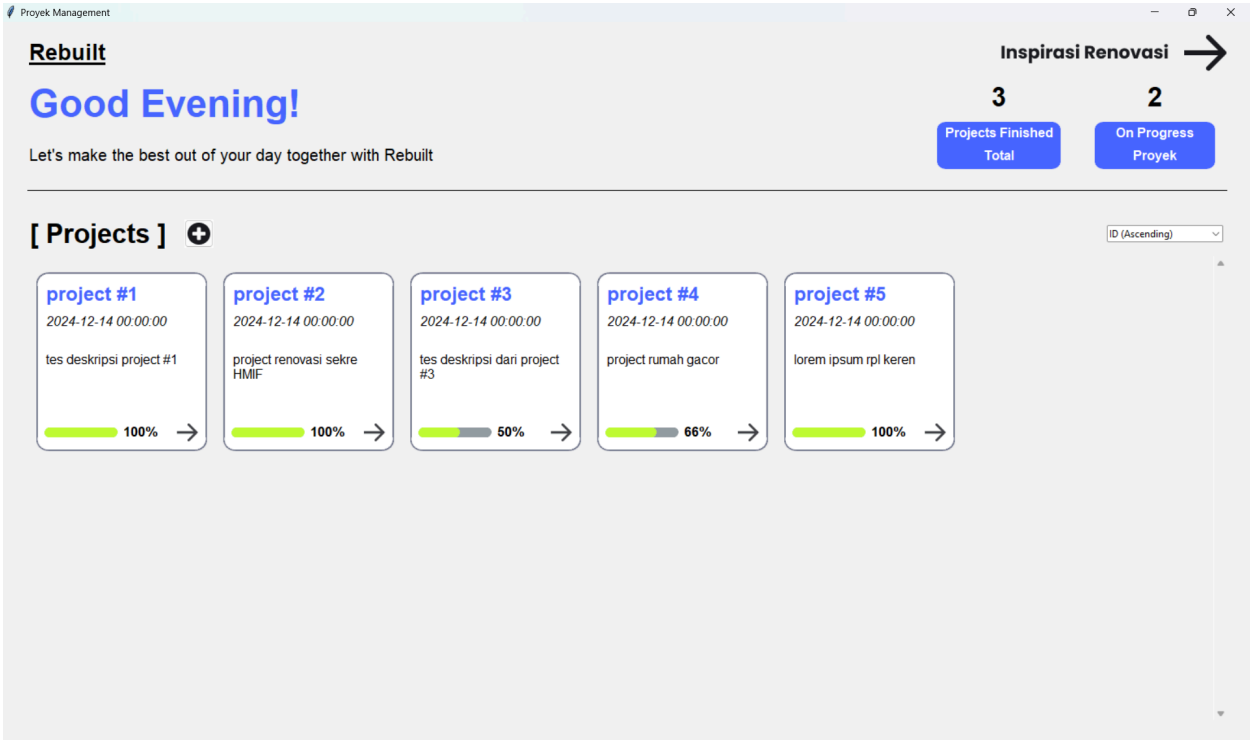 Proyek Management
Rebuilt
Inspirasi Renovasi
Good Evening!
3
2
Projects Finished
Total
On Progress
Proyek
Let's make the best out of your day together with Rebuilt
[ Projects ]
ID (Ascending)
project #1
2024-12-14 00:00:00
tes deskripsi project #1
100%
project #2
2024-12-14 00:00:00
project renovasi sekre
HMIF
100%
project #3
2024-12-14 00:00:00
tes deskripsi dari project
#3
50%
project #4
2024-12-14 00:00:00
project rumah gacor
66%
project #5
2024-12-14 00:00:00
lorem ipsum rpl keren
100%